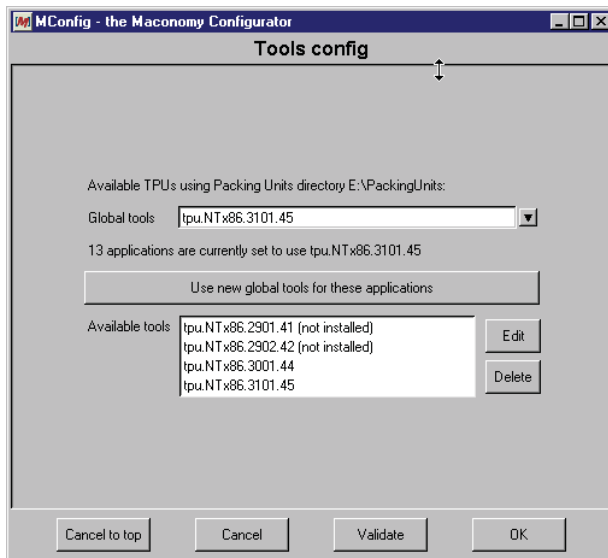 MConfig - the Maconomy Configurator
Tools config
Available TPUs using Packing Units directory E:\PackingUnits:
Global tools tpu.NTx86.3101.45
13 applications are currently set to use tpu.NTx86.3101.45
Use new global tools for these applications
Available tools tpu.NTx86.2901.41 (not installed)
tpu.NTx86.2902.42 (not installed)
tpu.NTx86.3001.44
tpu.NTx86.3101.45
Edit
Delete
Cancel to top Cancel Validate OK